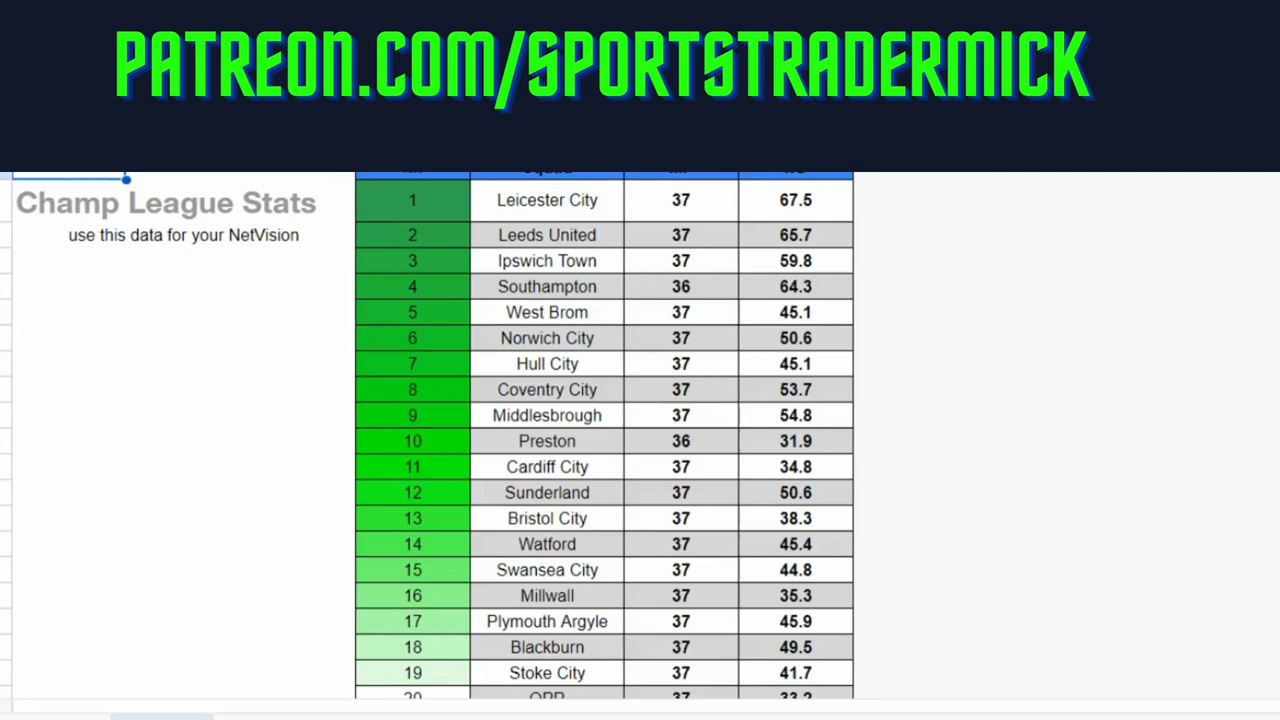 PATREON.COM/SPORTSTRADERMICK
Champ League Stats
use this data for your NetVision
1 Leicester City 37 67.5
2 Leeds United 37 65.7
3 Ipswich Town 37 59.8
4 Southampton 36 64.3
5 West Brom 37 45.1
6 Norwich City 37 50.6
7 Hull City 37 45.1
8 Coventry City 37 53.7
9 Middlesbrough 37 54.8
10 Preston 36 31.9
11 Cardiff City 37 34.8
12 Sunderland 37 50.6
13 Bristol City 37 38.3
14 Watford 37 45.4
15 Swansea City 37 44.8
16 Millwall 37 35.3
17 Plymouth Argyle 37 45.9
18 Blackburn 37 49.5
19 Stoke City 37 41.7
20 QPR 37 33.2